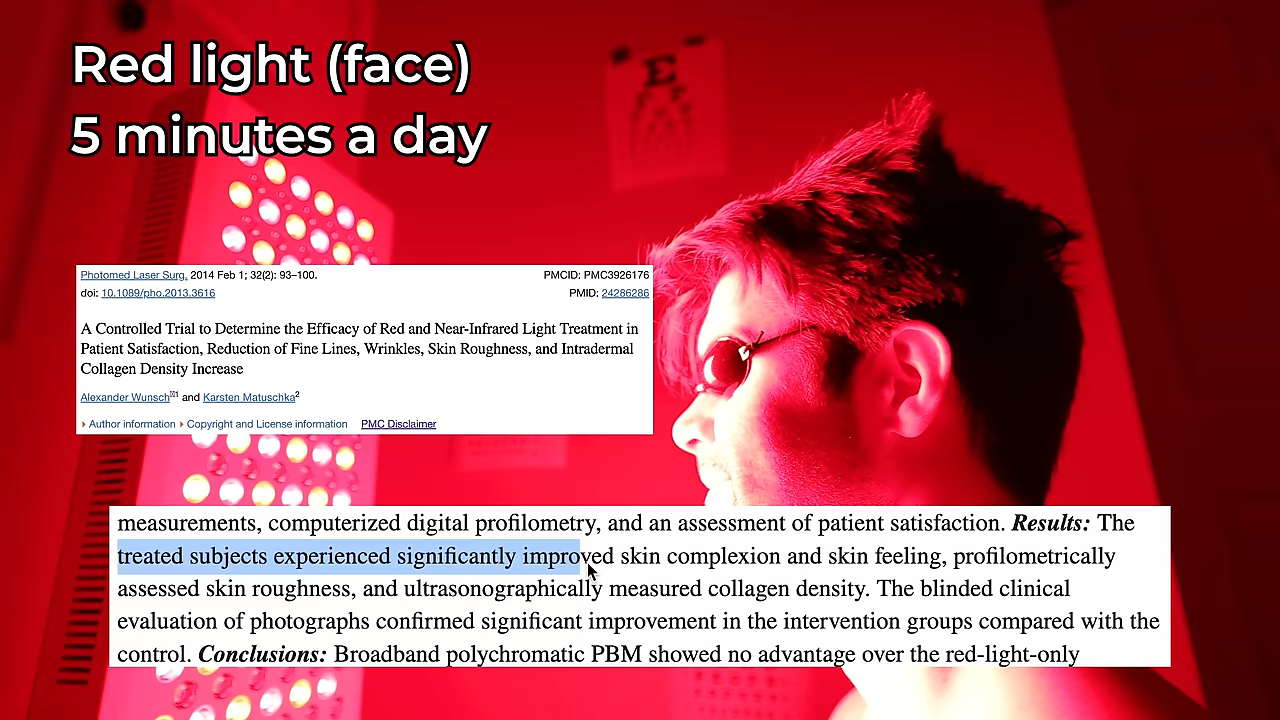 Red light (face)
5 minutes a day
E
Photomed Laser Surg. 2014 Feb 1; 32(2): 93–100.
PMCID: PMC3926176
doi: 10.1089/pho.2013.3616
PMID: 24286286
A Controlled Trial to Determine the Efficacy of Red and Near-Infrared Light Treatment in
Patient Satisfaction, Reduction of Fine Lines, Wrinkles, Skin Roughness, and Intradermal
Collagen Density Increase
Alexander Wunsch and Karsten Matuschka2
Author information Copyright and License information PMC Disclaimer
measurements, computerized digital profilometry, and an assessment of patient satisfaction. Results: The
treated subjects experienced significantly improved skin complexion and skin feeling, profilometrically
assessed skin roughness, and ultrasonographically measured collagen density. The blinded clinical
evaluation of photographs confirmed significant improvement in the intervention groups compared with the
control. Conclusions: Broadband polychromatic PBM showed no advantage over the red-light-only